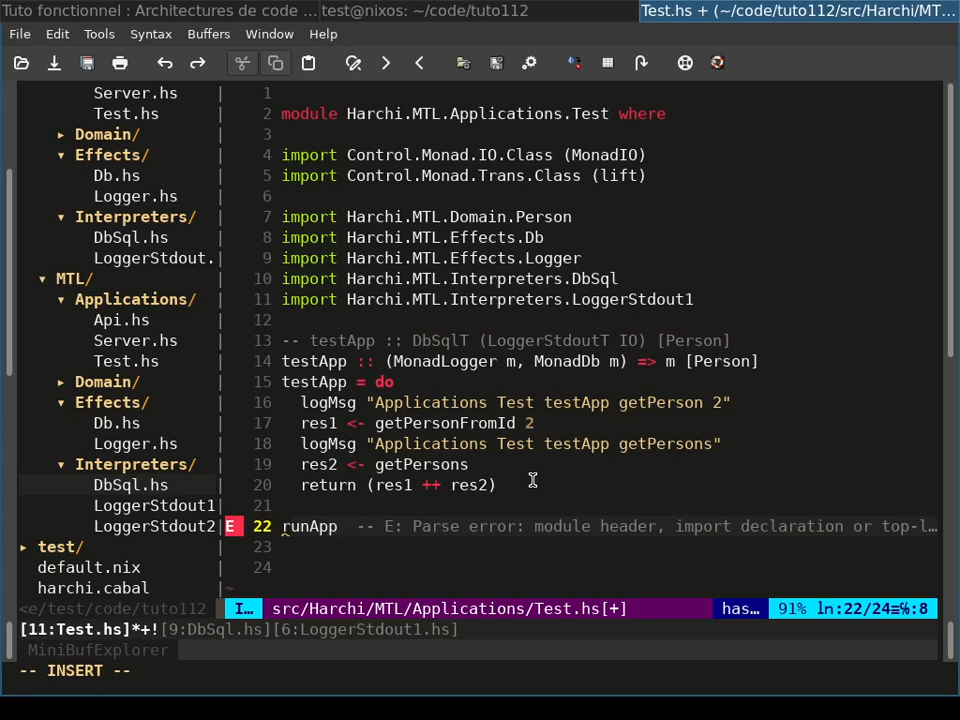 Tuto fonctionnel : Architectures de code ...
test@nixos: ~/code/tuto112
Test.hs + (~/code/tuto112/src/Harchi/MT...
File Edit Tools Syntax Buffers Window Help
Server.hs
Test.hs
▸ Domain/
▾ Effects/
Db.hs
Logger.hs
▾ Interpreters/
DbSql.hs
LoggerStdout.
▾ MTL/
▾ Applications/
Api.hs
Server.hs
Test.hs
▸ Domain/
▾ Effects/
Db.hs
Logger.hs
▾ Interpreters/
DbSql.hs
LoggerStdout1
LoggerStdout2
▸ test/
default.nix
harchi.cabal
<e/test/code/tuto112
1
2 module Harchi.MTL.Applications.Test where
3
4 import Control.Monad.IO.Class (MonadIO)
5 import Control.Monad.Trans.Class (lift)
6
7 import Harchi.MTL.Domain.Person
8 import Harchi.MTL.Effects.Db
9 import Harchi.MTL.Effects.Logger
10 import Harchi.MTL.Interpreters.DbSql
11 import Harchi.MTL.Interpreters.LoggerStdout1
12
13 -- testApp :: DbSqlT (LoggerStdoutT IO) [Person]
14 testApp :: (MonadLogger m, MonadDb m) => m [Person]
15 testApp = do
16 logMsg "Applications Test testApp getPerson 2"
17 res1 <- getPersonFromId 2
18 logMsg "Applications Test testApp getPersons"
19 res2 <- getPersons
20 return (res1 ++ res2)
21
E 22 runApp -- E: Parse error: module header, import declaration or top-l…
23
24
~
I… src/Harchi/MTL/Applications/Test.hs[+] has… 91% ln:22/24≡%:8
[11:Test.hs]*+![9:DbSql.hs][6:LoggerStdout1.hs]
MiniBufExplorer
-- INSERT --